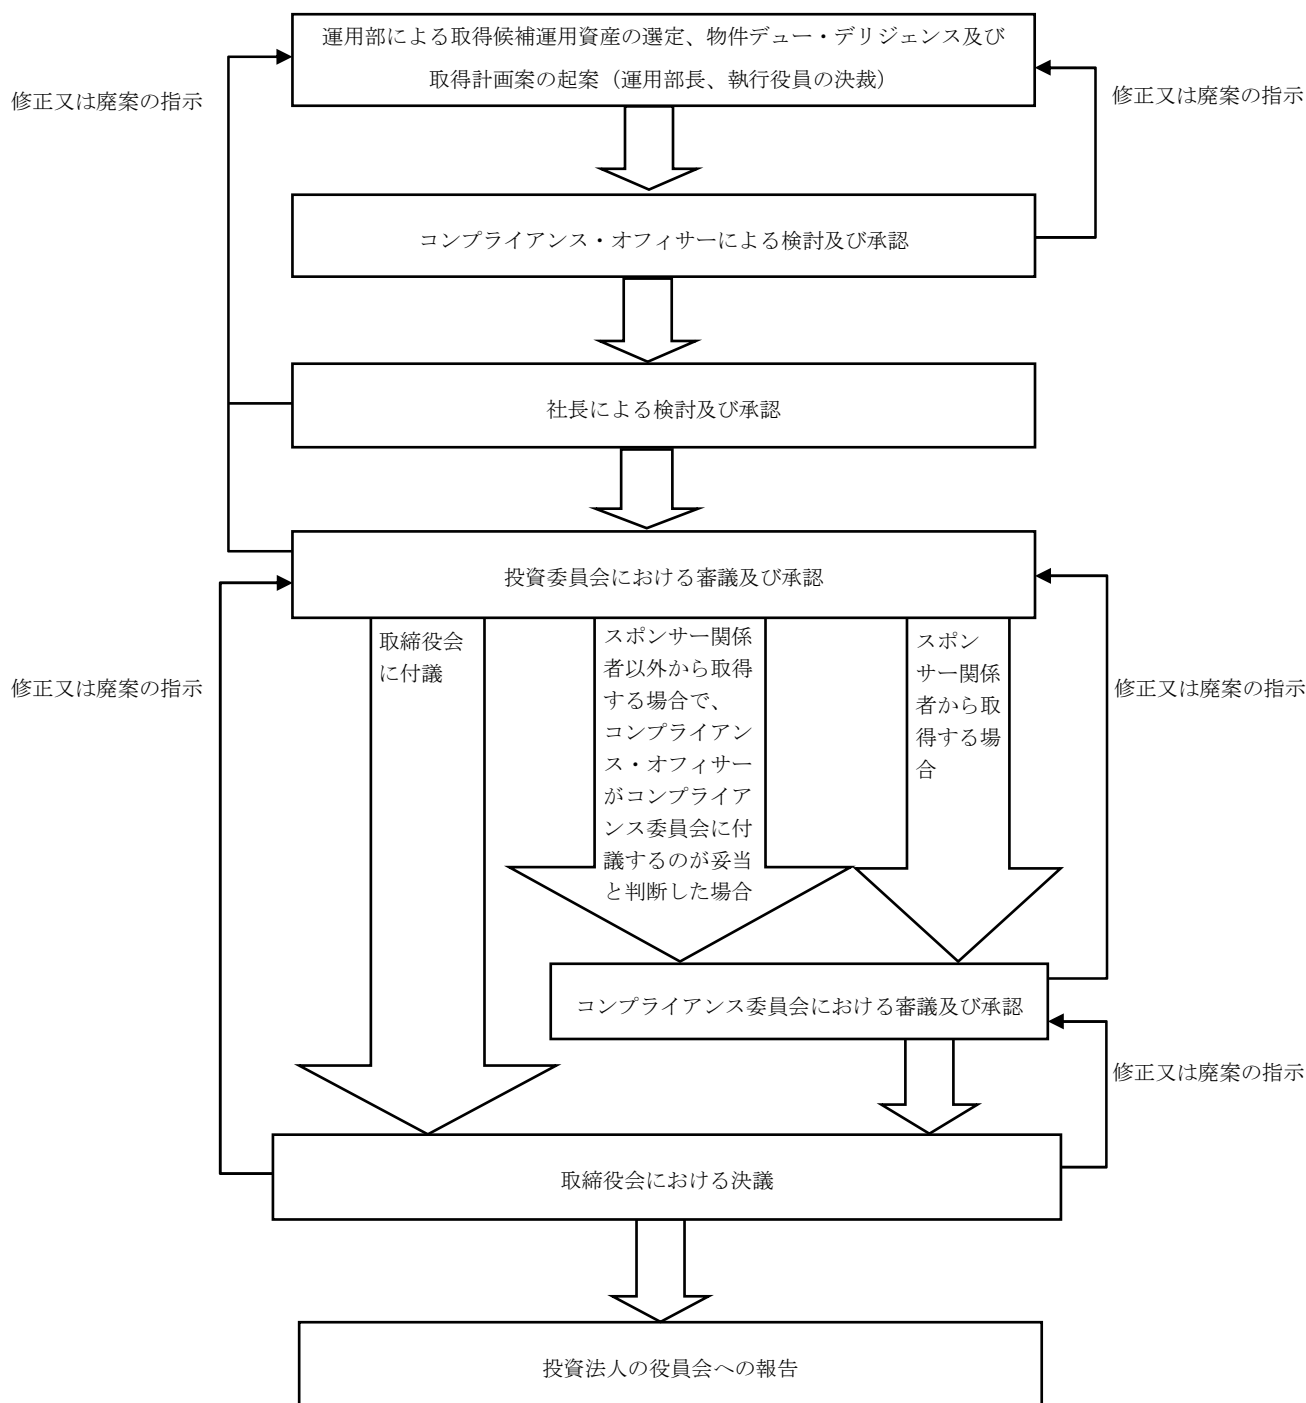 運用部による取得候補運用資産の選定、物件デュー・デリジェンス及び
取得計画案の起案（運用部長、執行役員の決裁）
修正又は廃案の指示
修正又は廃案の指示
コンプライアンス・オフィサーによる検討及び承認
社長による検討及び承認
投資委員会における審議及び承認
取締役会
に付議
スポンサー関係
者以外から取得
する場合で、
コンプライアン
ス・オフィサー
がコンプライア
ンス委員会に付
議するのが妥当
と判断した場合
スポン
サー関係
者から取
得する場
合
修正又は廃案の指示
修正又は廃案の指示
コンプライアンス委員会における審議及び承認
修正又は廃案の指示
取締役会における決議
投資法人の役員会への報告